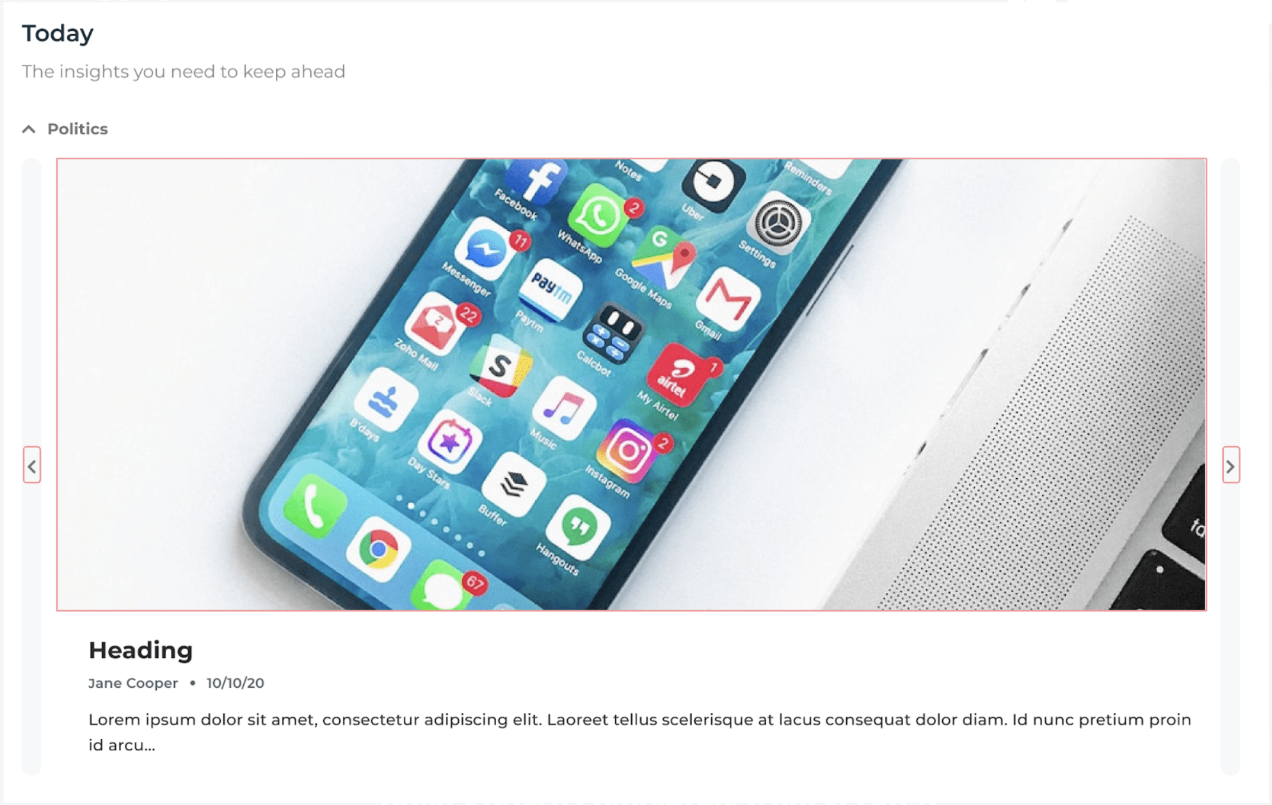 Today
The insights you need to keep ahead
Politics
Notes
Reminders
Facebook
Uber
2
WhatsApp
Settings
11
G
Messenger
Google Maps
Paytm
Paytm
Gmail
22
Z
Zoho Mail
Calcbot
S
Slack
1
airtel
My Airtel
B'days
Music
2
Day Stars
Instagram
Buffer
Hangouts
67
ta
Heading
Jane Cooper • 10/10/20
Lorem ipsum dolor sit amet, consectetur adipiscing elit. Laoreet tellus scelerisque at lacus consequat dolor diam. Id nunc pretium proin
id arcu...